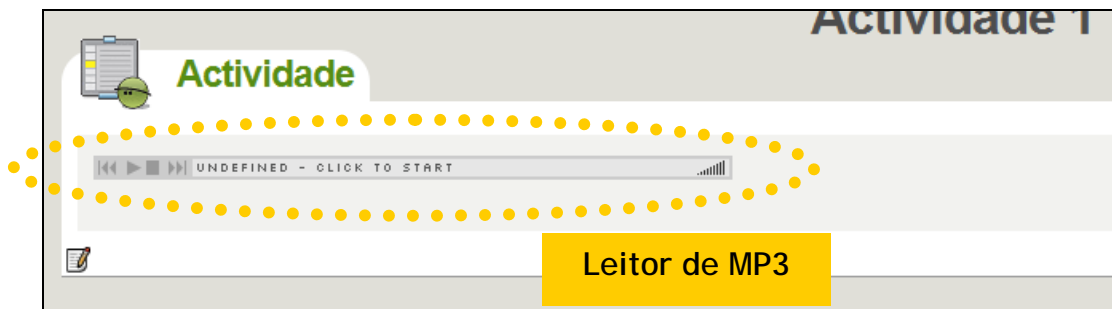 Actividade 1
Actividade
UNDEFINED - CLICK TO START
Leitor de MP3